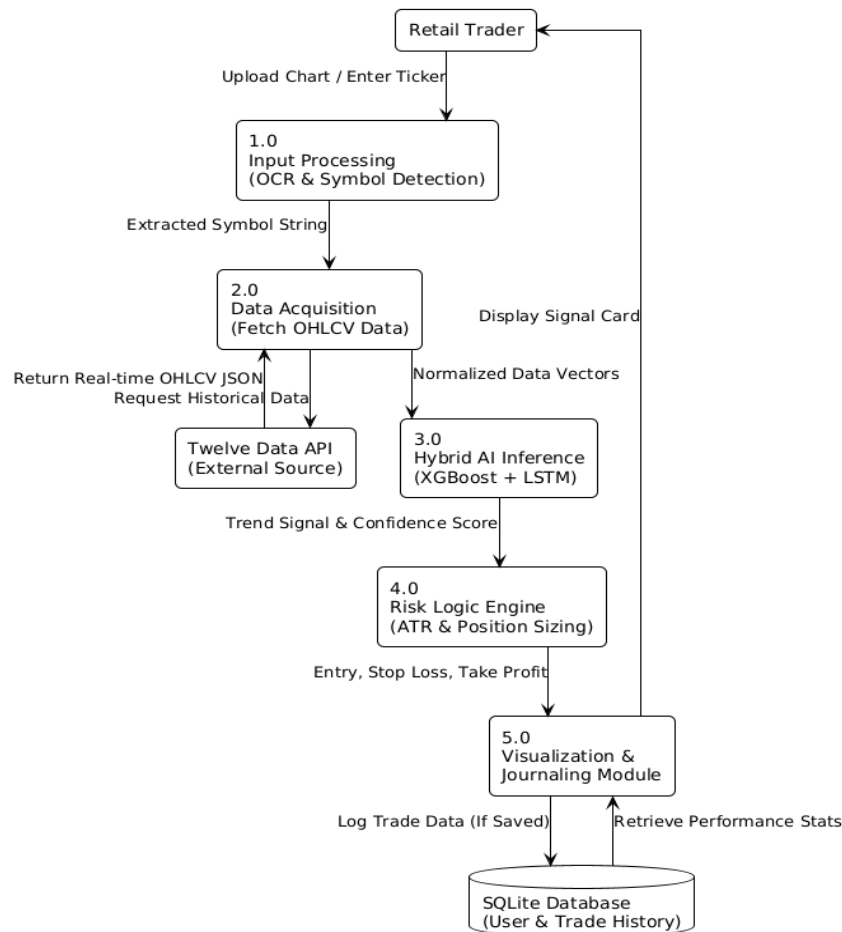 Retail Trader
Upload Chart / Enter Ticker
1.0
Input Processing
(OCR & Symbol Detection)
Extracted Symbol String
2.0
Data Acquisition
(Fetch OHLCV Data)
Display Signal Card
Return Real-time OHLCV JSON
Request Historical Data
Normalized Data Vectors
Twelve Data API
(External Source)
3.0
Hybrid AI Inference
(XGBoost + LSTM)
Trend Signal & Confidence Score
4.0
Risk Logic Engine
(ATR & Position Sizing)
Entry, Stop Loss, Take Profit
5.0
Visualization &
Journaling Module
Log Trade Data (If Saved)
Retrieve Performance Stats
SQLite Database
(User & Trade History)